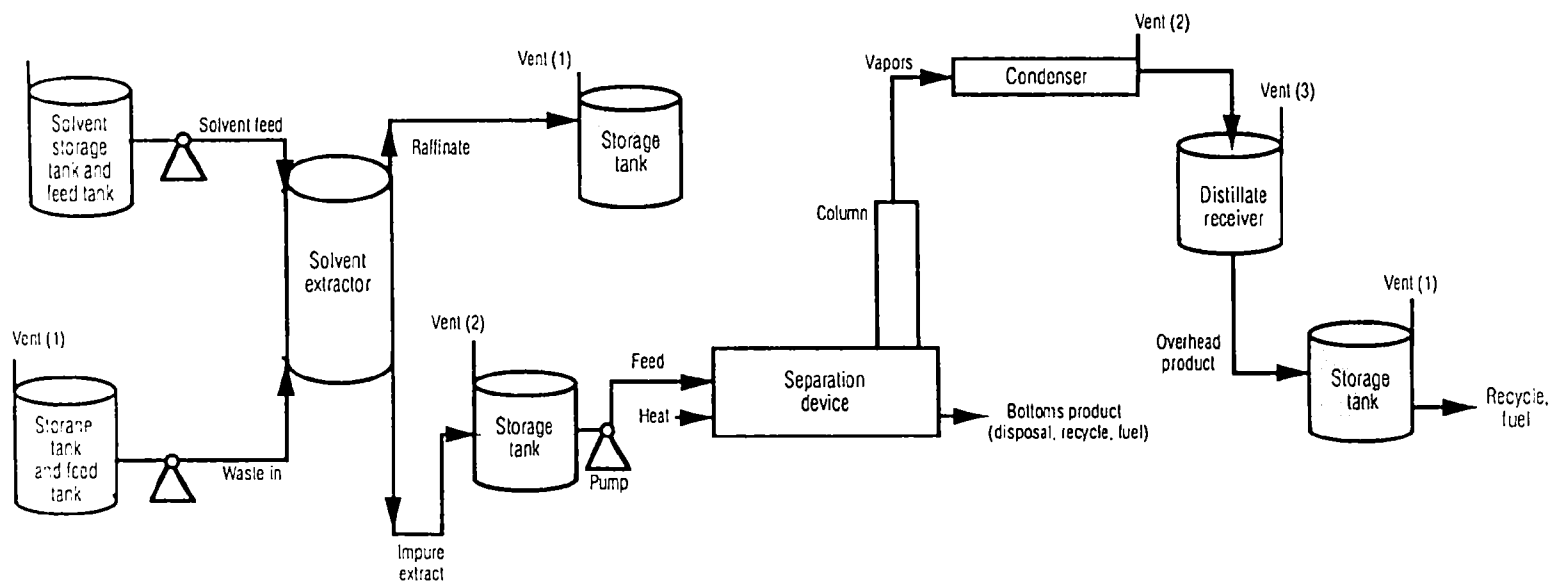 Solvent
storage
tank and
feed tank
Solvent feed
Vent (1)
Storage
tank and feed
tank
Waste in
Solvent
extractor
Raffinate
Vent (1)
Storage
tank
Impure
extract
Vent (2)
Storage
tank
Pump
Feed
Heat
Separation
device
Bottoms product
(disposal, recycle, fuel)
Column
Vapors
Condenser
Vent (2)
Vent (3)
Distillate
receiver
Overhead
product
Vent (1)
Storage
tank
Recycle,
fuel